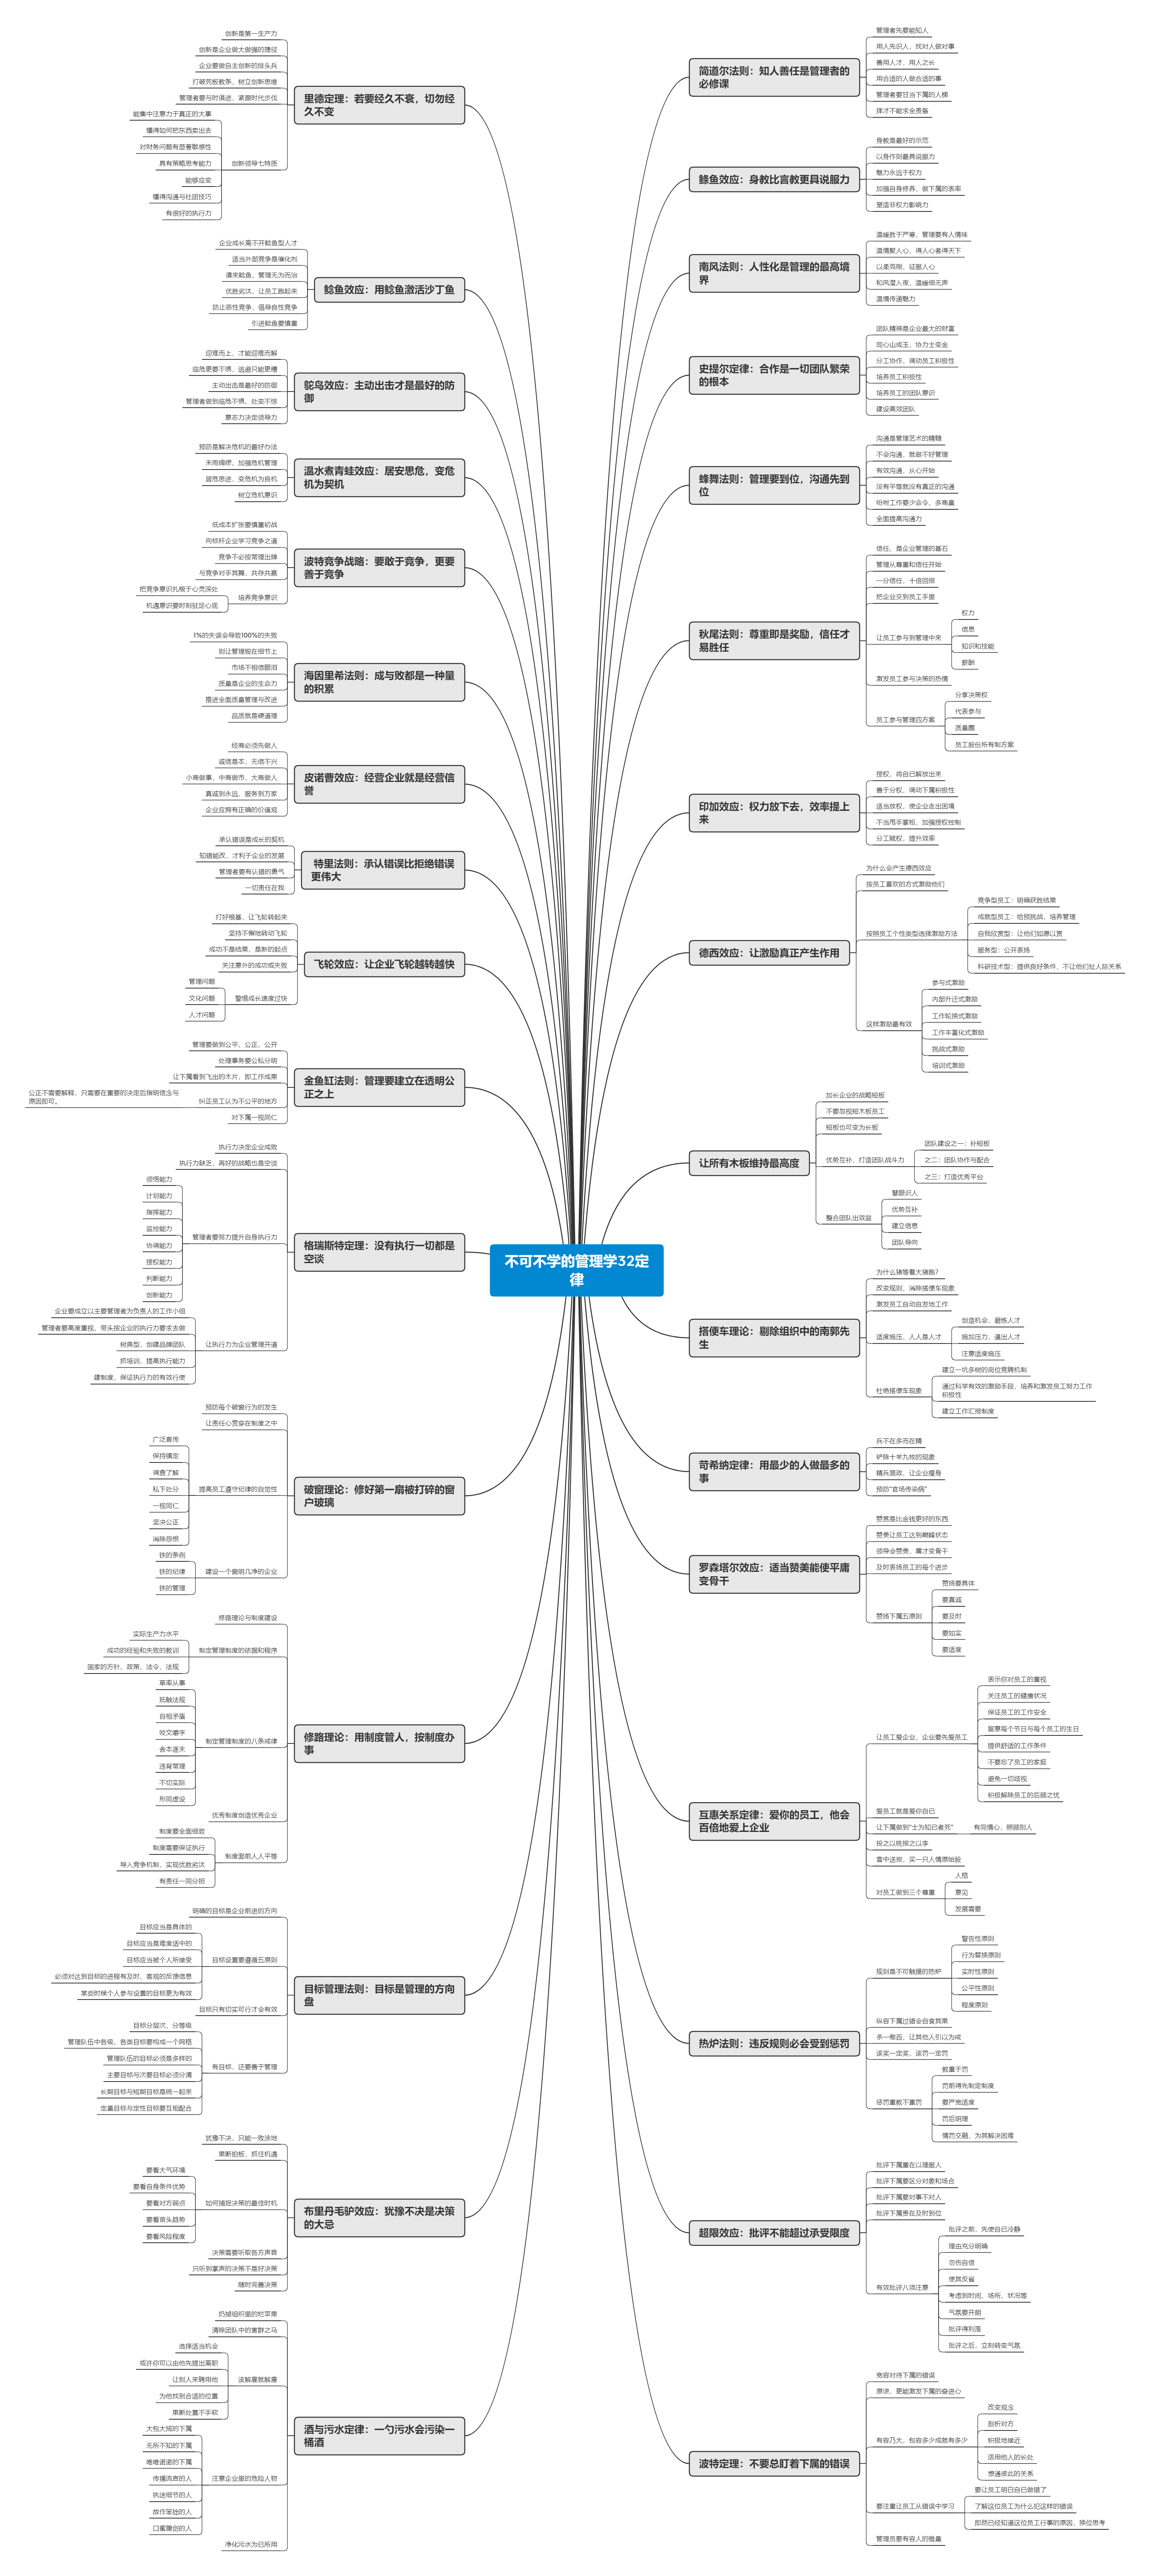 不可不学的管理学32定
律
简道尔法则：知人善任是管理者的
必修课
管理者先要能知人
用人先识人，找对人做对事
善用人才，用人之长
用合适的人做合适的事
管理者要甘当下属的人梯
择才不能求全责备
鲦鱼效应：身教比言教更具说服力
身教是最好的示范
以身作则最具说服力
魅力永远于权力
加强自身修养、做下属的表率
塑造非权力影响力
南风法则：人性化是管理的最高境
界
温暖胜于严寒，管理要有人情味
温情聚人心，得人心者得天下
以柔克刚，征服人心
和风潜入夜，温暖细无声
温情传递魅力
史提尔定律：合作是一切团队繁荣
的根本
团队精神是企业最大的财富
同心山成玉，协力土变金
分工协作，调动员工积极性
培养员工积极性
培养员工的团队意识
建设高效团队
蜂舞法则：管理要到位，沟通先到
位
沟通是管理艺术的精髓
不会沟通，就做不好管理
有效沟通，从心开始
没有平等就没有真正的沟通
吩咐工作要少命令、多商量
全面提高沟通力
秋尾法则：尊重即是奖励，信任才
易胜任
信任，是企业管理的基石
管理从尊重和信任开始
一分信任，十倍回报
把企业交到员工手里
让员工参与到管理中来
权力
信息
知识和技能
薪酬
激发员工参与决策的热情
员工参与管理四方案
分享决策权
代表参与
质量圈
员工股份所有制方案
印加效应：权力放下去，效率提上
来
授权，将自己解放出来
善于分权，调动下属积极性
适当放权，使企业走出困境
不当甩手掌柜，加强授权控制
分工赋权，提升效率
德西效应：让激励真正产生作用
为什么会产生德西效应
按员工喜欢的方式激励他们
按照员工个性类型选择激励方法
竞争型员工：明确获胜结果
成就型员工：给预挑战，培养管理
自我欣赏型：让他们如愿以赏
服务型：公开表扬
科研技术型：提供良好条件，不让他们扯人际关系
这样激励最有效
参与式激励
内部升迁式激励
工作轮换式激励
工作丰富化式激励
挑战式激励
培训式激励
让所有木板维持最高度
加长企业的战略短板
不要忽视短木板员工
短板也可变为长板
优势互补，打造团队战斗力
团队建设之一：补短板
之二：团队协作与配合
之三：打造优秀平台
整合团队出效益
慧眼识人
优势互补
建立信息
团队导向
搭便车理论：剔除组织中的南郭先
生
为什么猪等着大猪跑？
改变规则，消除搭便车现象
激发员工自动自发地工作
适度施压，人人是人才
创造机会，磨炼人才
施加压力，逼出人才
注意适度施压
杜绝搭便车现象
建立一坑多树的岗位竞聘机制
通过科学有效的激励手段，培养和激发员工努力工作
积极性
建立工作汇报制度
苛希纳定律：用最少的人做最多的
事
兵不在多而在精
铲除十羊九牧的现象
精兵简政，让企业瘦身
预防“官场传染病”
罗森塔尔效应：适当赞美能使平庸
变骨干
赞赏是比金钱更好的东西
赞美让员工达到巅峰状态
领导会赞美，庸才变骨干
及时表扬员工的每个进步
赞扬下属五原则
赞扬要具体
要真诚
要及时
要如实
要适度
互惠关系定律：爱你的员工，他会
百倍地爱上企业
让员工爱企业，企业要先爱员工
表示你对员工的重视
关注员工的健康状况
保证员工的工作安全
留意每个节日与每个员工的生日
提供舒适的工作条件
不要忘了员工的家庭
避免一切歧视
积极解除员工的后顾之忧
爱员工就是爱你自己
让下属做到“士为知已者死”
有同情心，照顾别人
投之以桃报之以李
雪中送炭，买一只人情原始股
对员工做到三个尊重
人格
意见
发展需要
热炉法则：违反规则必会受到惩罚
规则是不可触摸的热炉
警告性原则
行为替换原则
实时性原则
公平性原则
程度原则
纵容下属过错会自食其果
杀一儆百，让其他人引以为戒
该奖一定奖，该罚一定罚
惩罚重教不重罚
教重于罚
罚前得先制定制度
要严宽适度
罚后明理
情罚交融，为其解决困难
超限效应：批评不能超过承受限度
批评下属重在以理服人
批评下属要区分对象和场合
批评下属要对事不对人
批评下属贵在及时到位
有效批评八项注意
批评之前，先使自已冷静
理由充分明确
勿伤自信
使其反省
考虑到时间、场所、状况等
气氛要开朗
批评得利落
批评之后，立刻转变气氛
波特定理：不要总盯着下属的错误
宽容对待下属的错误
原谅，更能激发下属的奋进心
有容乃大，包容多少成就有多少
改变观念
剖析对方
积极地接近
活用他人的长处
想通彼此的关系
要注重让员工从错误中学习
要让员工明白自已做错了
了解这位员工为什么犯这样的错误
即然已经知道这位员工行事的原因，换位思考
管理员要有容人的雅量
里德定理：若要经久不衰，切勿经
久不变
创新是第一生产力
创新是企业做大做强的捷径
企业要做自主创新的排头兵
打破死板教条，树立创新思维
管理者要与时俱进，紧跟时代步伐
创新领导七特质
能集中注意力于真正的大事
懂得如何把东西卖出去
对财务问题有显著敏感性
具有策略思考能力
能够应变
懂得沟通与社团技巧
有很好的执行力
鲶鱼效应：用鲶鱼激活沙丁鱼
企业成长离不开鲶鱼型人才
适当外部竞争是催化剂
请来鲶鱼，管理无为而治
优胜劣汰，让员工跑起来
防止恶性竞争，倡导良性竞争
引进鲶鱼要慎重
鸵鸟效应：主动出击才是最好的防
御
迎难而上，才能迎难而解
临危更要不惧，逃避只能更糟
主动出击是最好的防御
管理者做到临危不惧，处变不惊
意志力决定领导力
温水煮青蛙效应：居安思危，变危
机为契机
预防是解决危机的最好办法
未雨绸缪，加强危机管理
居危思进，变危机为良机
树立危机意识
波特竞争战略：要敢于竞争，更要
善于竞争
低成本扩张要慎重初战
向标杆企业学习竞争之道
竞争不必按常理出牌
与竞争对手其舞，共存共赢
培养竞争意识
把竞争意识扎根于心灵深处
机遇意识要时刻驻足心底
海因里希法则：成与败都是一种量
的积累
1%的失误会导致100%的失败
别让管理毁在细节上
市场不相信眼泪
质量是企业的生命力
推进全面质量管理与改进
品质就是硬道理
皮诺曹效应：经营企业就是经营信
誉
经商必须先做人
诚信是本，无信不兴
小商做事，中商做市，大商做人
真诚到永远，服务到万家
企业应拥有正确的价值观
特里法则：承认错误比拒绝错误
更伟大
承认错误是成长的契机
知错能改，才利于企业的发展
管理者要有认错的勇气
一切责任在我
飞轮效应：让企业飞轮越转越快
打好根基，让飞轮转起来
坚持不懈地转动飞轮
成功不是结果，是新的起点
关注意外的成功或失败
警惕成长速度过快
管理问题
文化问题
人才问题
金鱼缸法则：管理要建立在透明公
正之上
管理要做到公平，公正，公开
处理事务要公私分明
让下属看到飞出的木片，即工作成果
纠正员工认为不公平的地方
公正不需要解释，只需要在重要的决定后指明信念与
原因即可。
对下属一视同仁
格瑞斯特定理：没有执行一切都是
空谈
执行力决定企业成败
执行力缺乏，再好的战略也是空谈
管理者要努力提升自身执行力
领悟能力
计划能力
指挥能力
监控能力
协调能力
授权能力
判断能力
创新能力
让执行力为企业管理开道
企业要成立以主要管理者为负责人的工作小组
管理者要高度重视，带头按企业的执行力要求去做
树典型，创建品牌团队
抓培训，提高执行能力
建制度，保证执行力的有效行使
破窗理论：修好第一扇被打碎的窗
户玻璃
预防每个破窗行为的发生
让责任心贯穿在制度之中
提高员工遵守纪律的自觉性
广泛宣传
保持镇定
调查了解
私下处分
一视同仁
坚决公正
消除怨恨
建设一个窗明几净的企业
铁的条例
铁的纪律
铁的管理
修路理论：用制度管人，按制度办
事
修路理论与制度建设
制定管理制度的依据和程序
实际生产力水平
成功的经验和失败的教训
国家的方针、政策、法令、法规
制定管理制度的八条戒律
草率从事
抵触法规
自相矛盾
咬文嚼字
舍本逐末
违背常理
不切实际
形同虚设
优秀制度创造优秀企业
制度面前人人平等
制度要全面细致
制度需要保证执行
导入竞争机制，实现优胜劣汰
有责任一同分担
目标管理法则：目标是管理的方向
盘
明确的目标是企业前进的方向
目标设置要遵循五原则
目标应当是具体的
目标应当是难度适中的
目标应当被个人所接受
必须对达到目标的进程有及时、客观的反馈信息
某些时候个人参与设置的目标更为有效
目标只有切实可行才会有效
有目标，还要善于管理
目标分层次、分等级
管理队伍中各级、各类目标要构成一个网格
管理队伍的目标必须是多样的
主要目标与次要目标必须分清
长期目标与短期目标是统一起来
定量目标与定性目标要互相配合
布里丹毛驴效应：犹豫不决是决策
的大忌
犹豫不决，只能一败涂地
果断拍板，抓住机遇
如何捕捉决策的最佳时机
要看大气环境
要看自身条件优势
要看对方弱点
要看苗头趋势
要看风险程度
决策需要听取各方声音
只听到掌声的决策不是好决策
随时完善决策
酒与污水定律：一勺污水会污染一
桶酒
扔掉组织里的烂苹果
清除团队中的害群之马
该解雇就解雇
选择适当机会
或许你可以由他先提出离职
让别人来聘用他
为他找到合适的位置
果断处置不手软
注意企业里的危险人物
大包大揽的下属
无所不知的下属
唯唯诺诺的下属
传播流言的人
执迷细节的人
故作笨拙的人
口蜜腹剑的人
净化污水为已所用